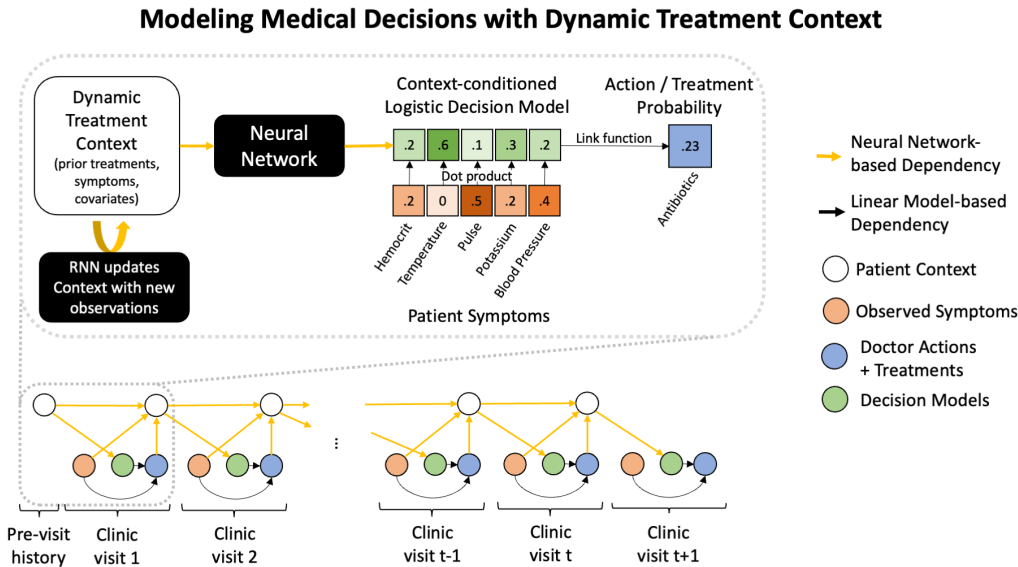 Modeling Medical Decisions with Dynamic Treatment Context
Dynamic
Treatment
Context
(prior treatments,
symptoms,
covariates)
Neural
Network
RNN updates
Context with new
observations
Context-conditioned
Logistic Decision Model
.2 .6 .1 .3 .2
Dot product
.2 0 .5 .2 .4
Hemocrit
Temperature
Pulse
Potassium
Blood Pressure
Patient Symptoms
Link function
Action / Treatment
Probability
.23
Antibiotics
Neural Network-
based Dependency
Linear Model-based
Dependency
Patient Context
Observed Symptoms
Doctor Actions
+ Treatments
Decision Models
...
Pre-visit
history
Clinic
visit 1
Clinic
visit 2
Clinic
visit t-1
Clinic
visit t
Clinic
visit t+1